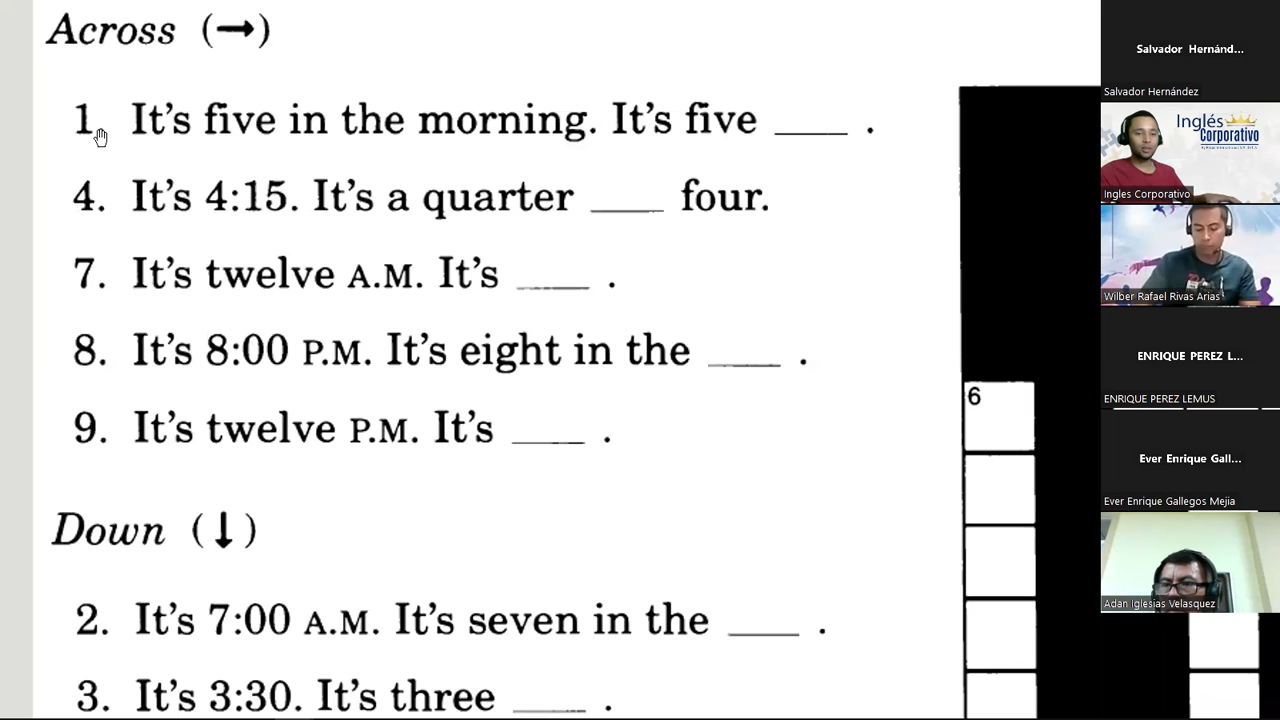 Across (→)
1. It's five in the morning. It's five ____ .
4. It's 4:15. It's a quarter ____ four.
7. It's twelve A.M. It's ____ .
8. It's 8:00 P.M. It's eight in the ____ .
9. It's twelve P.M. It's ____ .
Down (↓)
2. It's 7:00 A.M. It's seven in the ____ .
3. It's 3:30. It's three ____ .
6
Salvador Hernánd...
Salvador Hernández
Inglés
Corporativo
Ingles Corporativo
Wilber Rafael Rivas Arias
ENRIQUE PEREZ L...
ENRIQUE PEREZ LEMUS
Ever Enrique Gall...
Ever Enrique Gallegos Mejia
Adan Iglesias Velasquez